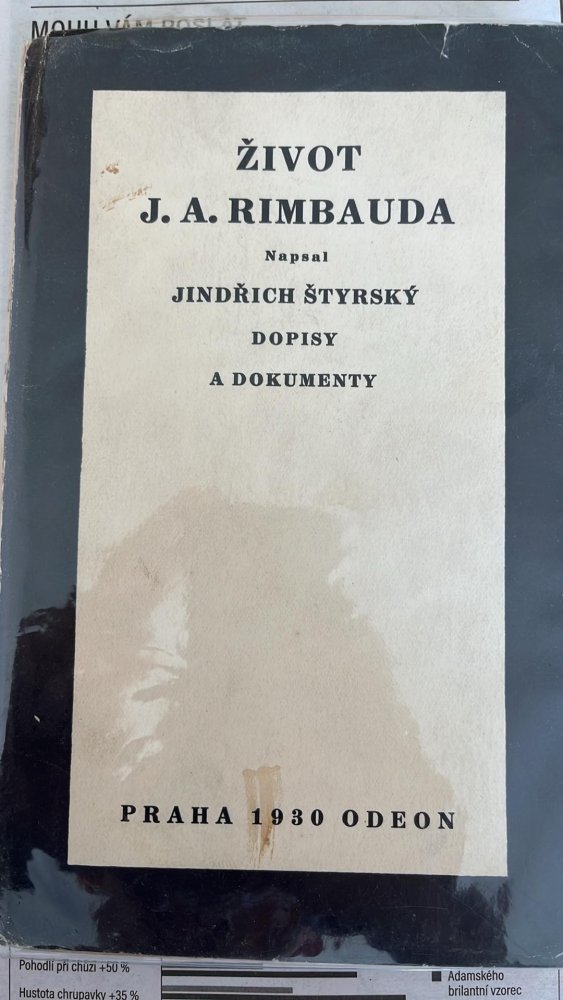 MOHU VÁM POSLAT
ŽIVOT
J. A. RIMBAUDA
Napsal
JINDŘICH ŠTYRSKÝ
DOPISY
A DOKUMENTY
PRAHA 1930 ODEON
Pohodlí při chůzi +50 %
Hustota chrupavky +35 %
Adamského
brilantní vzorec